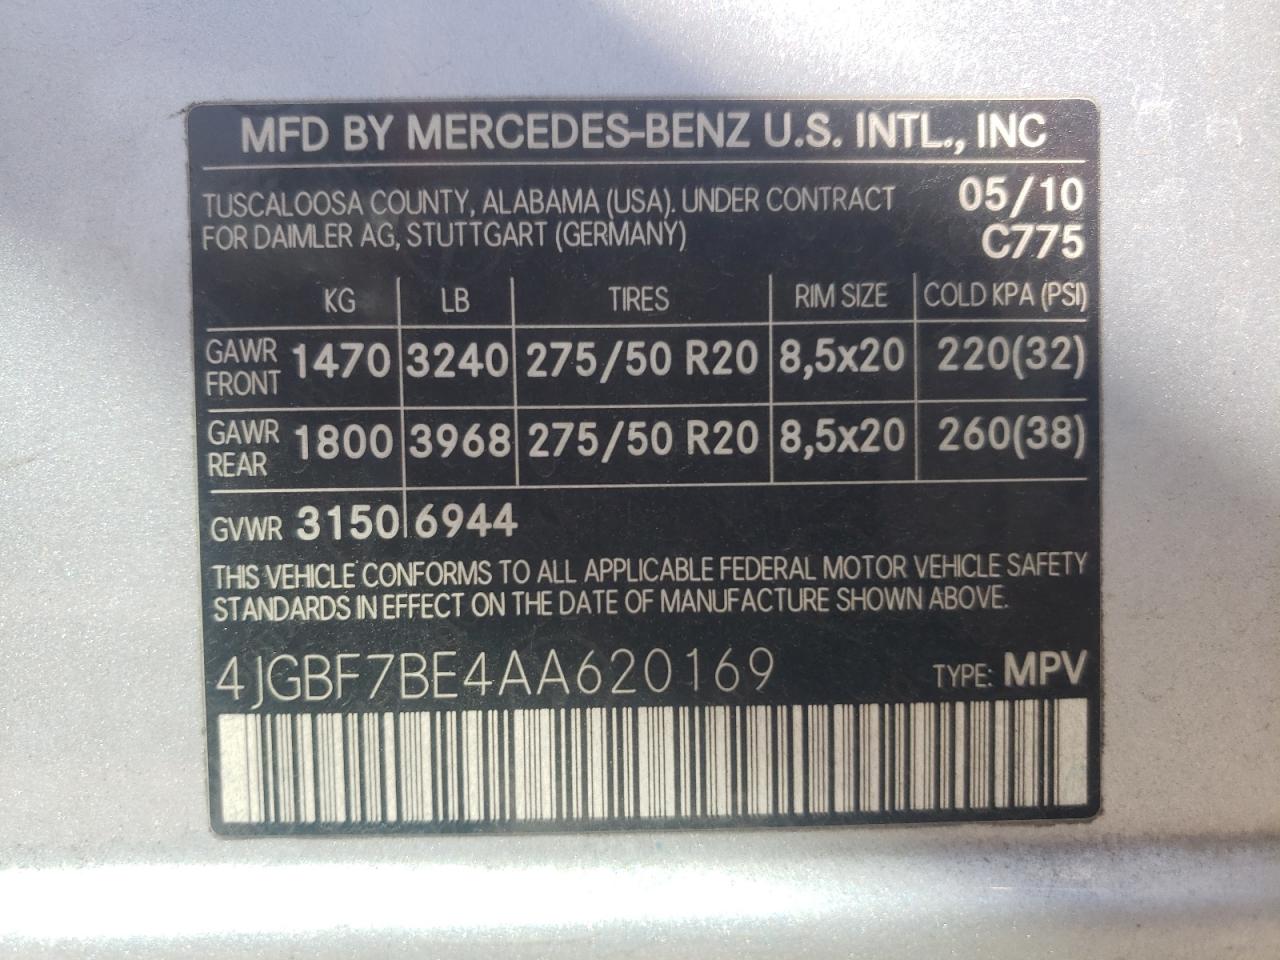 MFD BY MERCEDES-BENZ U.S. INTL., INC
TUSCALOOSA COUNTY, ALABAMA (USA), UNDER CONTRACT 05/10
FOR DAIMLER AG, STUTTGART (GERMANY) C775
KG LB TIRES RIM SIZE COLD KPA (PSI)
GAWR FRONT 1470 3240 275/50 R20 8,5x20 220(32)
GAWR REAR 1800 3968 275/50 R20 8,5x20 260(38)
GVWR 3150 6944
THIS VEHICLE CONFORMS TO ALL APPLICABLE FEDERAL MOTOR VEHICLE SAFETY
STANDARDS IN EFFECT ON THE DATE OF MANUFACTURE SHOWN ABOVE.
4JGBF7BE4AA620169 TYPE: MPV